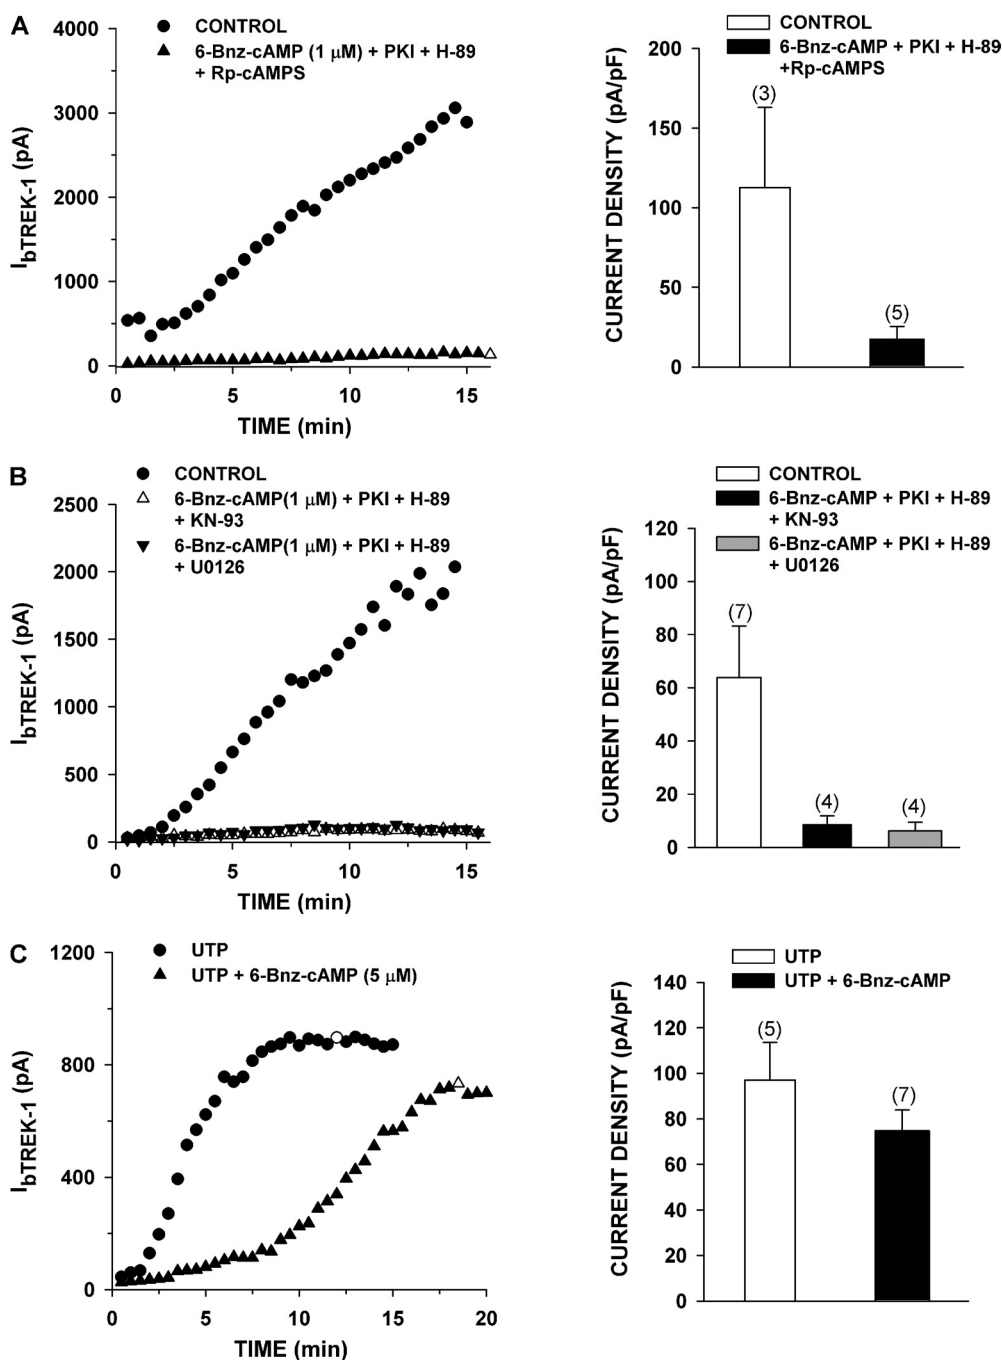 A
CONTROL
6-Bnz-cAMP (1 μM) + PKI + H-89
+ Rp-cAMPS
4000
3000
2000
1000
0
IbTREK-1 (pA)
0 5 10 15
TIME (min)
CONTROL
6-Bnz-cAMP + PKI + H-89
+Rp-cAMPS
200
150
100
50
0
CURRENT DENSITY (pA/pF)
(3)
(5)
B
CONTROL
6-Bnz-cAMP(1 μM) + PKI + H-89
+ KN-93
6-Bnz-cAMP(1 μM) + PKI + H-89
+ U0126
2500
2000
1500
1000
500
0
IbTREK-1 (pA)
0 5 10 15
TIME (min)
CONTROL
6-Bnz-cAMP + PKI + H-89
+ KN-93
6-Bnz-cAMP + PKI + H-89
+ U0126
120
100
80
60
40
20
0
CURRENT DENSITY (pA/pF)
(7)
(4)
(4)
C
UTP
UTP + 6-Bnz-cAMP (5 μM)
1200
800
400
0
IbTREK-1 (pA)
0 5 10 15 20
TIME (min)
UTP
UTP + 6-Bnz-cAMP
140
120
100
80
60
40
20
0
CURRENT DENSITY (pA/pF)
(5)
(7)